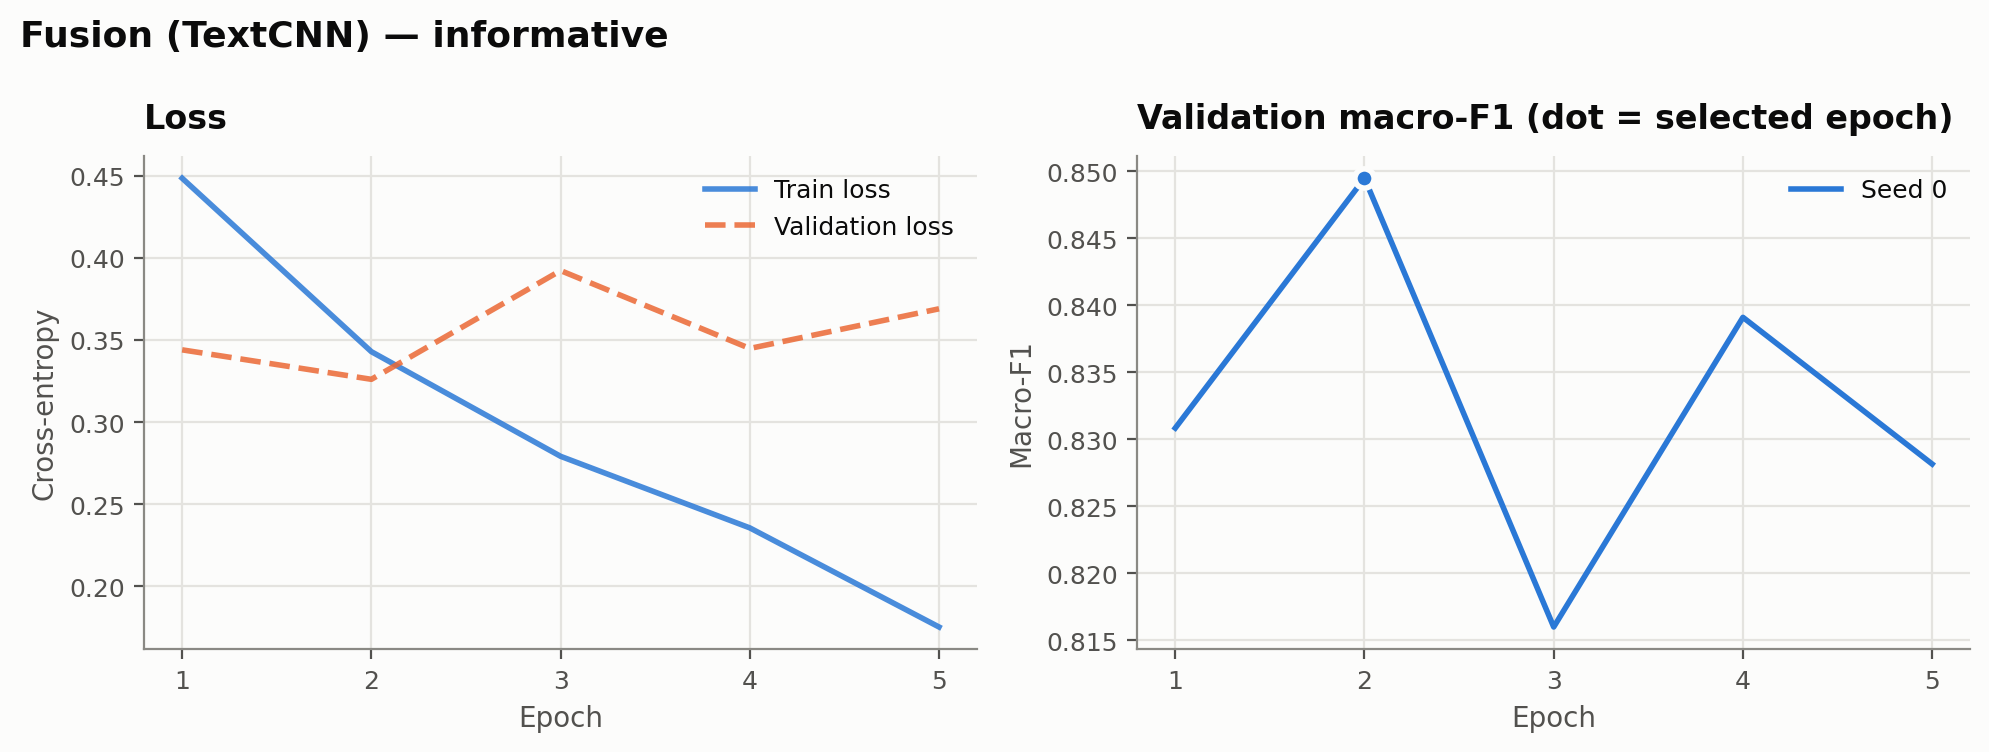 Fusion (TextCNN) — informative
Loss
0.45
0.40
0.35
0.30
0.25
0.20
Cross-entropy
Train loss
Validation loss
1 2 3 4 5
Epoch
Validation macro-F1 (dot = selected epoch)
0.850
0.845
0.840
0.835
0.830
0.825
0.820
0.815
Macro-F1
Seed 0
1 2 3 4 5
Epoch